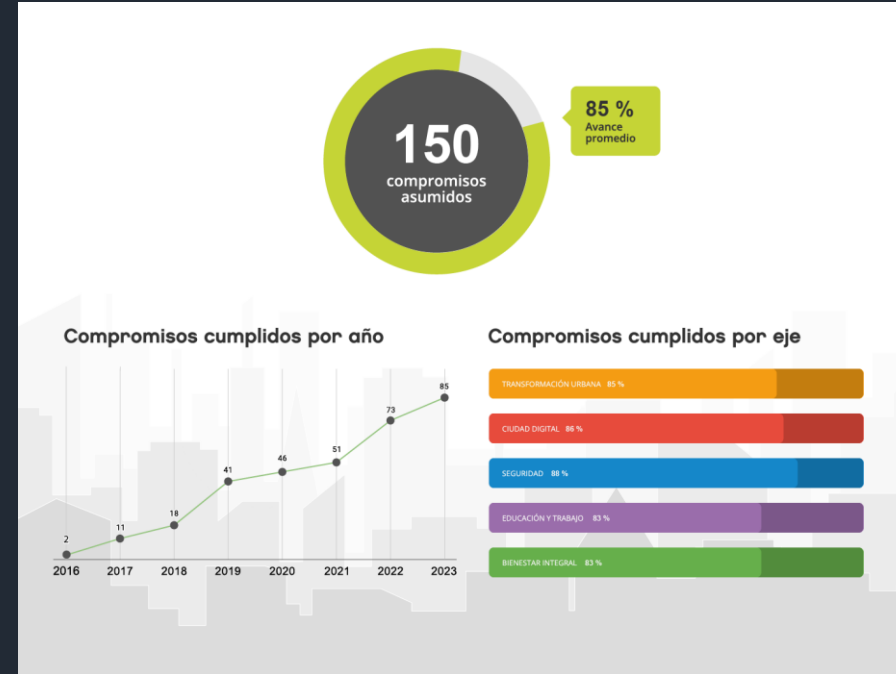 150
compromisos
asumidos
85 %
Avance
promedio
Compromisos cumplidos por año
2
11
18
41
46
51
73
85
2016 2017 2018 2019 2020 2021 2022 2023
Compromisos cumplidos por eje
TRANSFORMACIÓN URBANA 85 %
CIUDAD DIGITAL 86 %
SEGURIDAD 88 %
EDUCACIÓN Y TRABAJO 83 %
BIENESTAR INTEGRAL 83 %